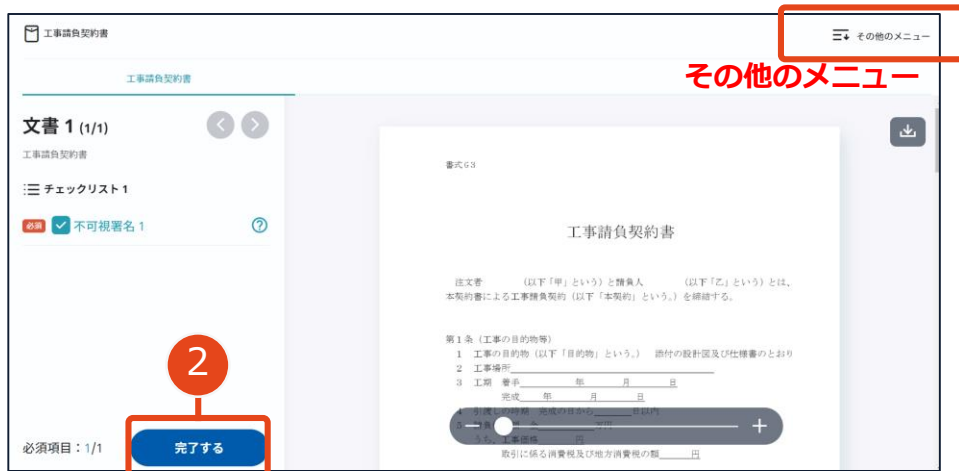 工事請負契約書
その他のメニュー
その他のメニュー
工事請負契約書
文書 1 (1/1)
工事請負契約書
チェックリスト 1
必須 不可視署名 1
2
必須項目：1/1
完了する
書式63
工事請負契約書
注文者　　　　（以下「甲」という）と請負人　　　　（以下「乙」という）とは、
本契約書による工事請負契約（以下「本契約」という。）を締結する。
第1条（工事の目的物等）
1　工事の目的物（以下「目的物」という。）　添付の設計図及び仕様書のとおり
2　工事場所
3　工期　着手　　　年　　月　　日
完成　　年　　月　　日
4　引渡しの時期　完成の日から　　　日以内
5　請負　　金　　　万円
うち、工事価格　　　円
取引に係る消費税及び地方消費税の額　　　円